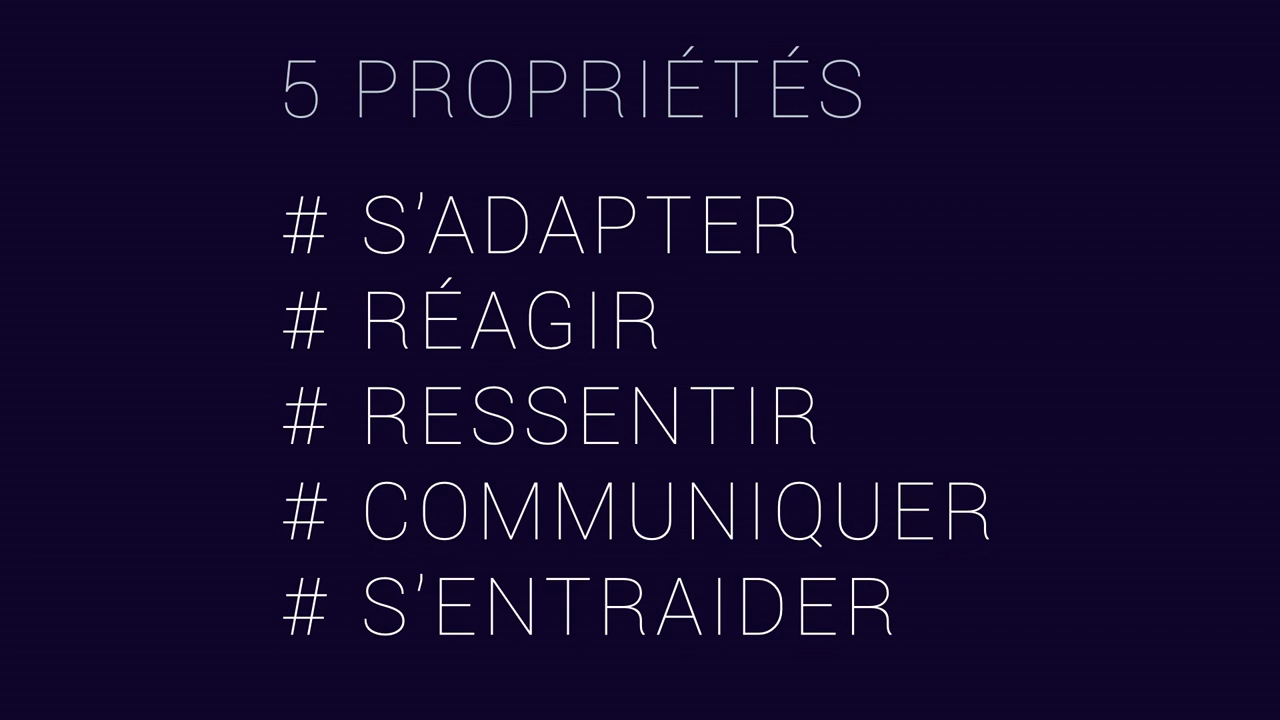 5 PROPRIÉTÉS
# S’ADAPTER
# RÉAGIR
# RESSENTIR
# COMMUNIQUER
# S’ENTRAIDER